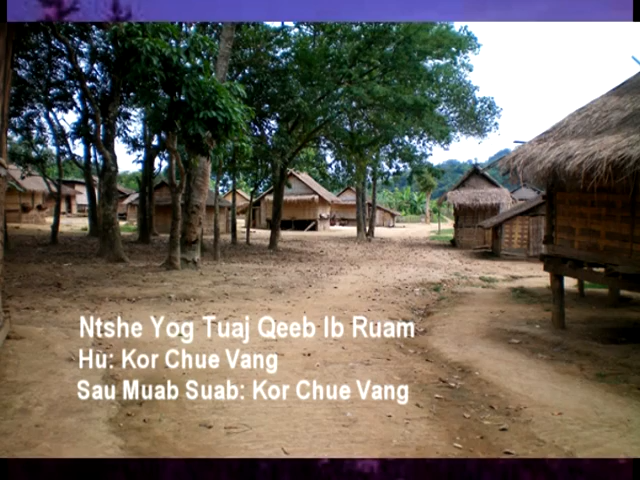 Ntshe Yog Tuaj Qeeb Ib Ruam
Hu: Kor Chue Vang
Sau Muab Suab: Kor Chue Vang